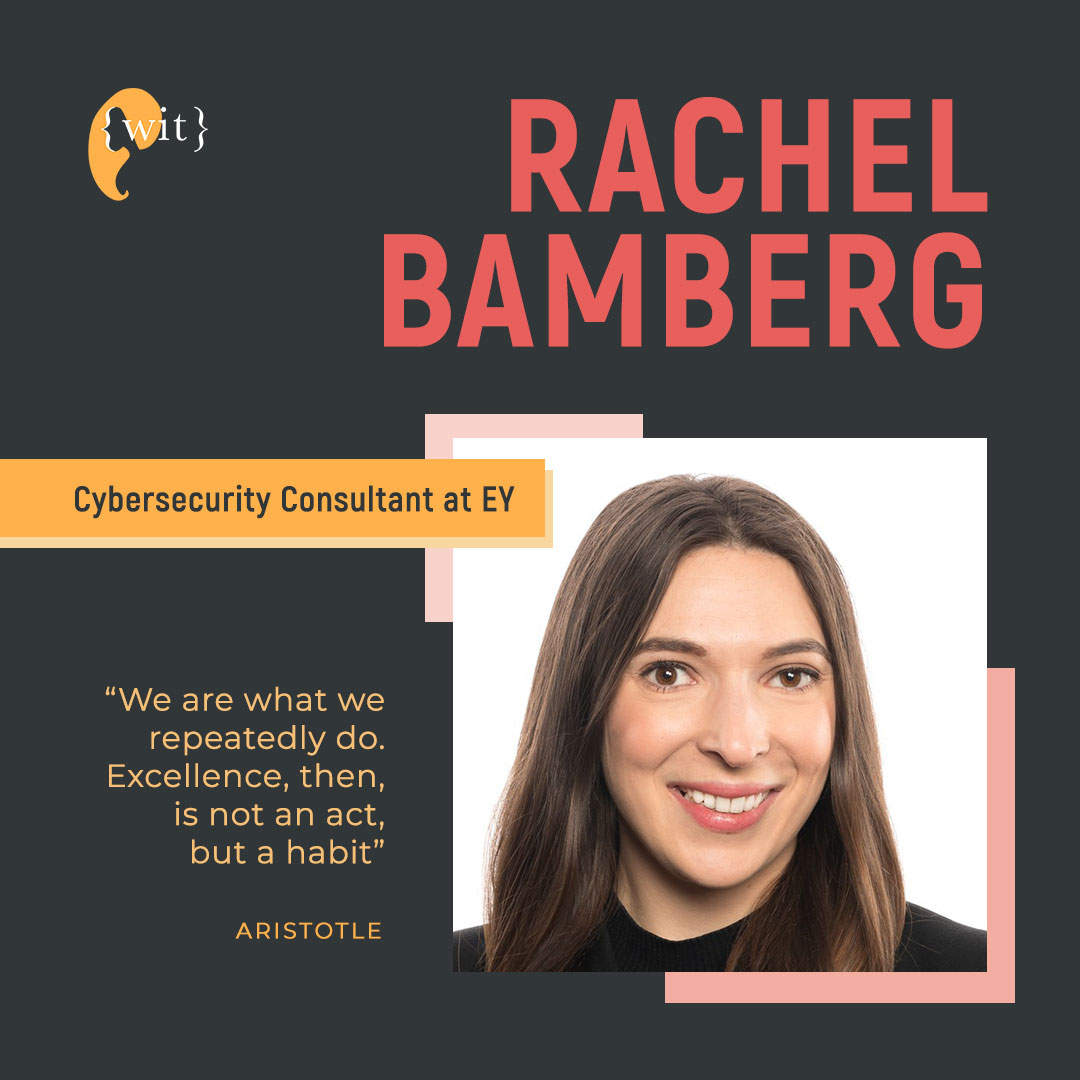 {wit}
RACHEL
BAMBERG
Cybersecurity Consultant at EY
“We are what we
repeatedly do.
Excellence, then,
is not an act,
but a habit”
ARISTOTLE